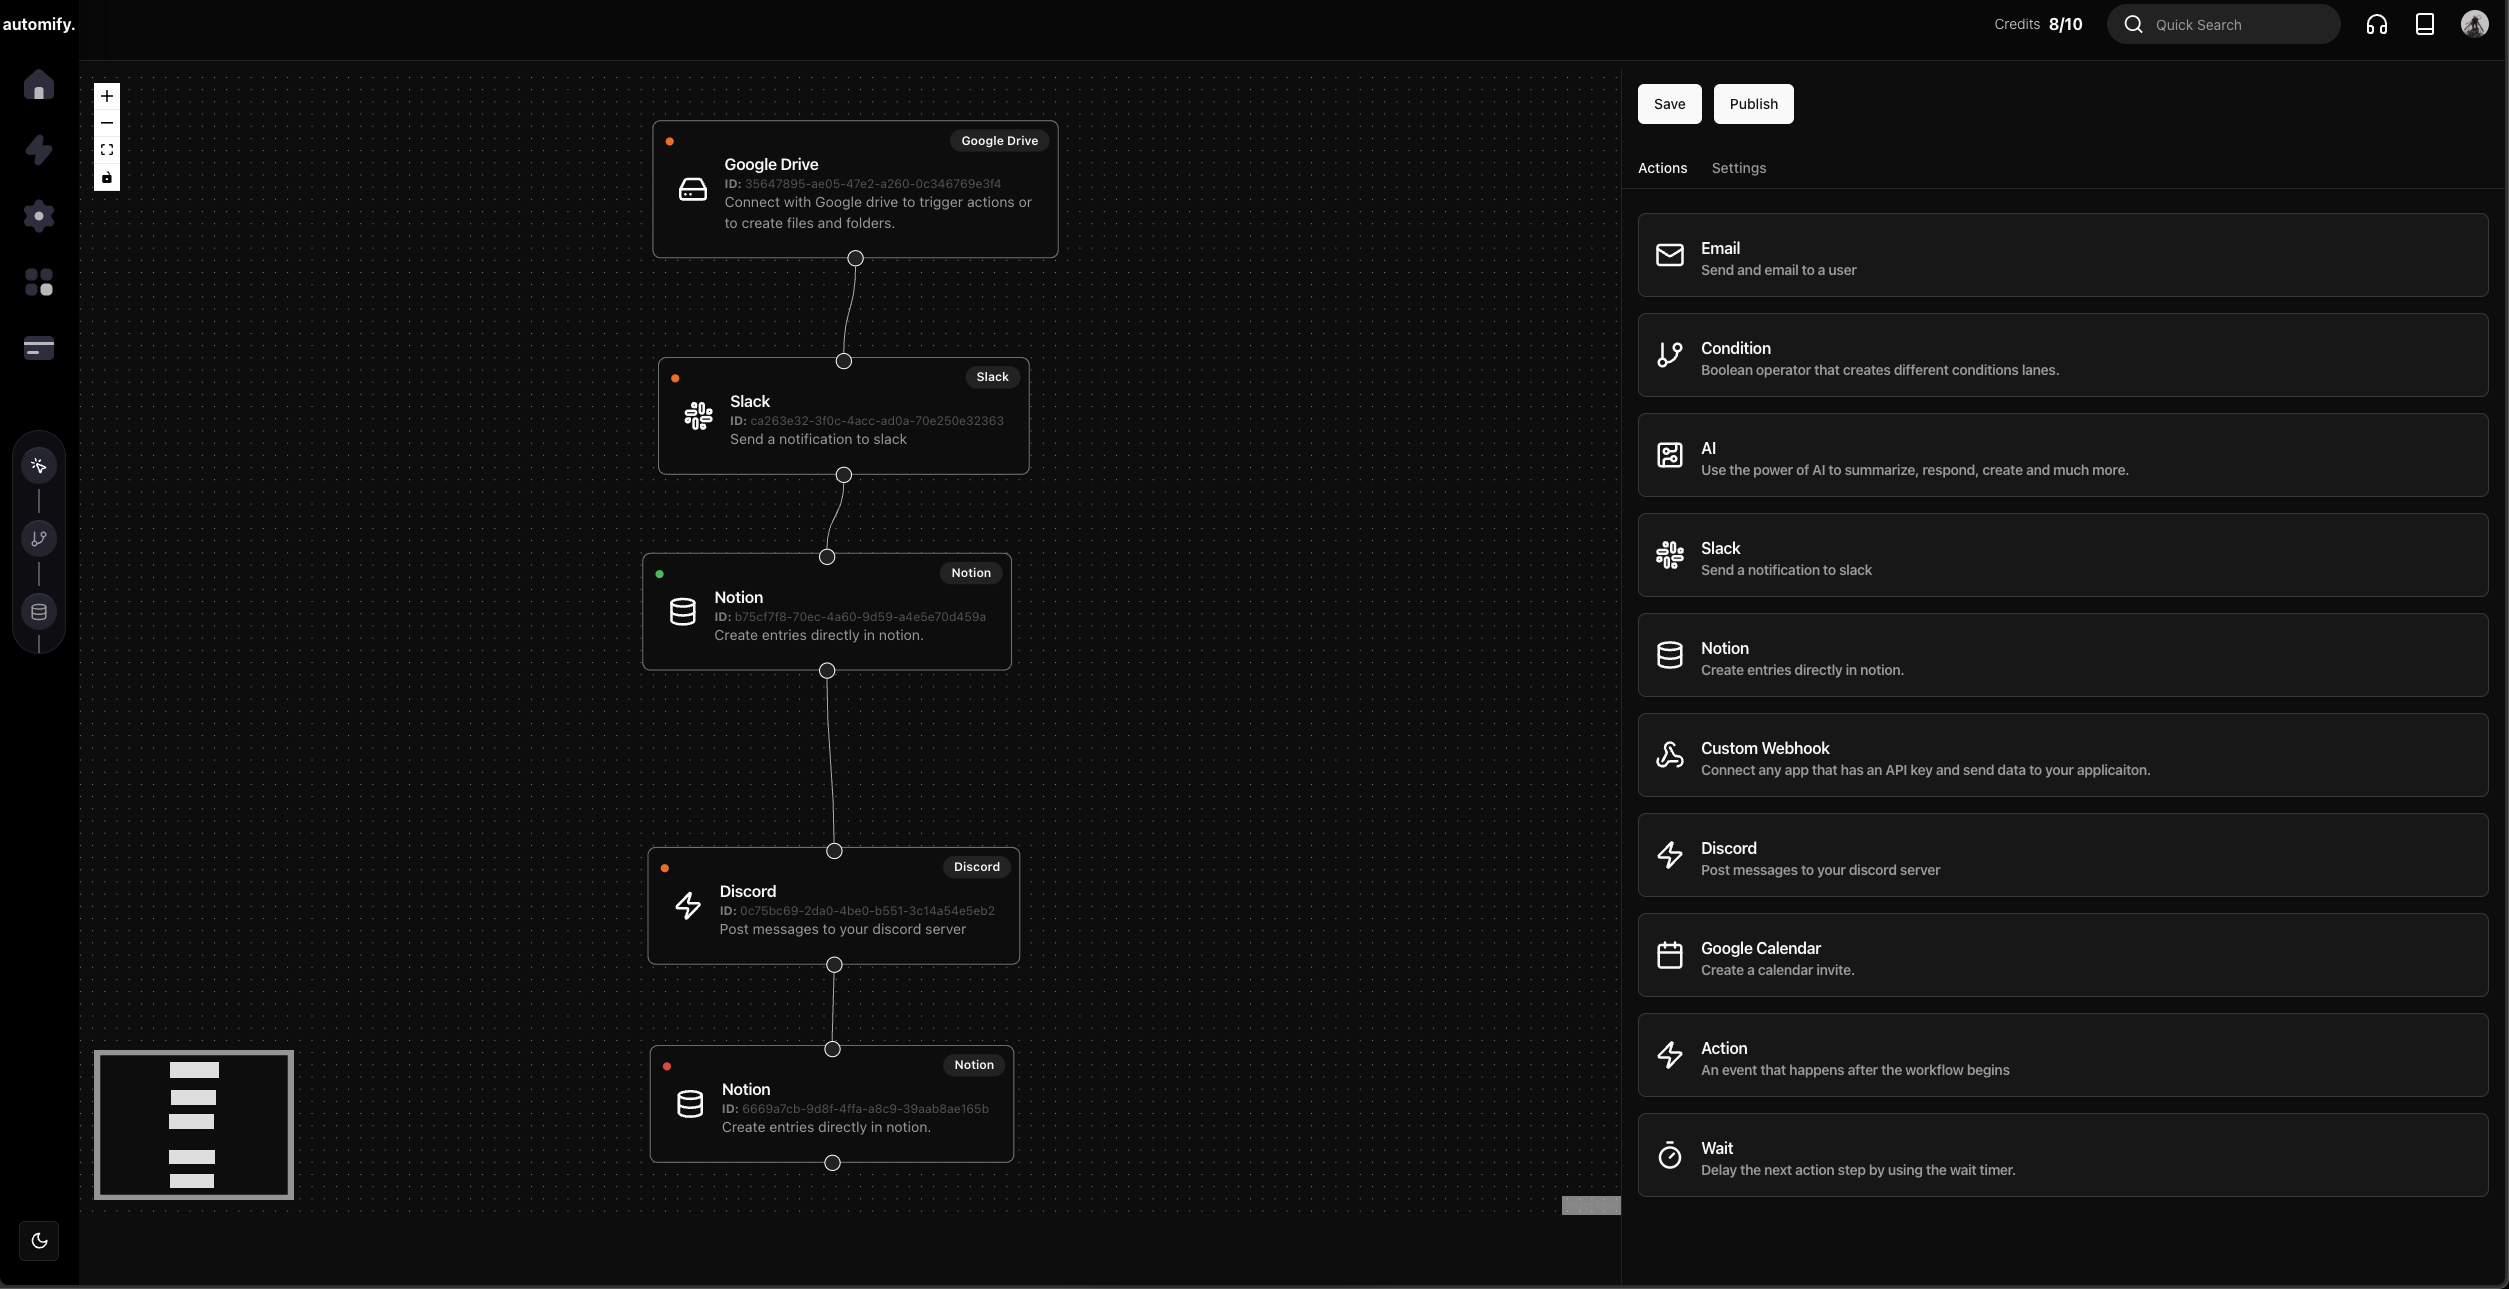 automify.
Credits 8/10
Quick Search
Google Drive
Google Drive
ID: 35647895-ae05-47e2-a260-0c346769e3f4
Connect with Google drive to trigger actions or
to create files and folders.
Slack
Slack
ID: ca263e32-3f0c-4acc-ad0a-70e250e32363
Send a notification to slack
Notion
Notion
ID: b75cf7f8-70ec-4a60-9d59-a4e5e70d459a
Create entries directly in notion.
Discord
Discord
ID: 0c75bc69-2da0-4be0-b551-3c14a54e5eb2
Post messages to your discord server
Notion
Notion
ID: 6669a7cb-9d8f-4ffa-a8c9-39aab8ae165b
Create entries directly in notion.
Save
Publish
Actions
Settings
Email
Send and email to a user
Condition
Boolean operator that creates different conditions lanes.
AI
Use the power of AI to summarize, respond, create and much more.
Slack
Send a notification to slack
Notion
Create entries directly in notion.
Custom Webhook
Connect any app that has an API key and send data to your applicaiton.
Discord
Post messages to your discord server
Google Calendar
Create a calendar invite.
Action
An event that happens after the workflow begins
Wait
Delay the next action step by using the wait timer.